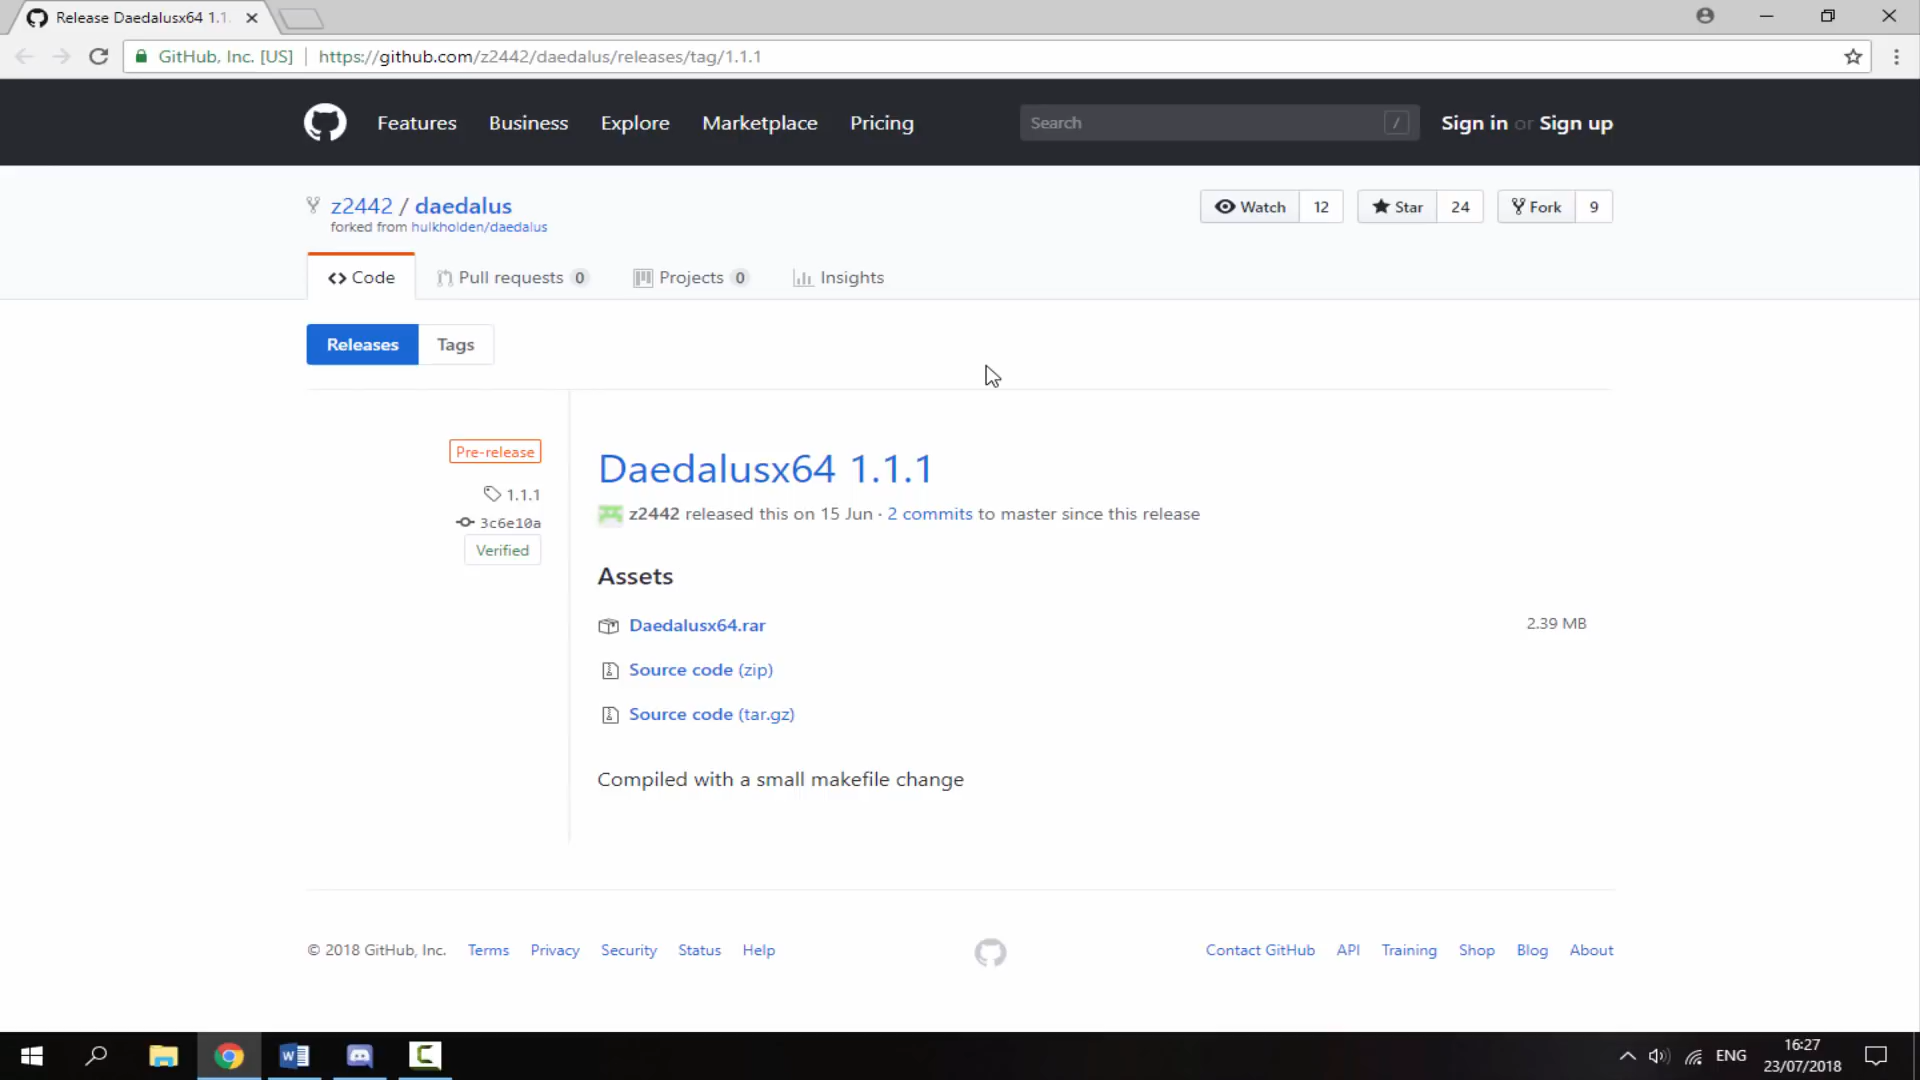 Release Daedalusx64 1.1.
GitHub, Inc. [US]
https://github.com/z2442/daedalus/releases/tag/1.1.1
Features
Business
Explore
Marketplace
Pricing
Search
/
Sign in or Sign up
z2442 / daedalus
forked from hulkholden/daedalus
Watch 12
Star 24
Fork 9
Code
Pull requests 0
Projects 0
Insights
Releases
Tags
Pre-release
1.1.1
3c6e10a
Verified
Daedalusx64 1.1.1
z2442 released this on 15 Jun · 2 commits to master since this release
Assets
Daedalusx64.rar
2.39 MB
Source code (zip)
Source code (tar.gz)
Compiled with a small makefile change
© 2018 GitHub, Inc.
Terms
Privacy
Security
Status
Help
Contact GitHub
API
Training
Shop
Blog
About
ENG
16:27
23/07/2018